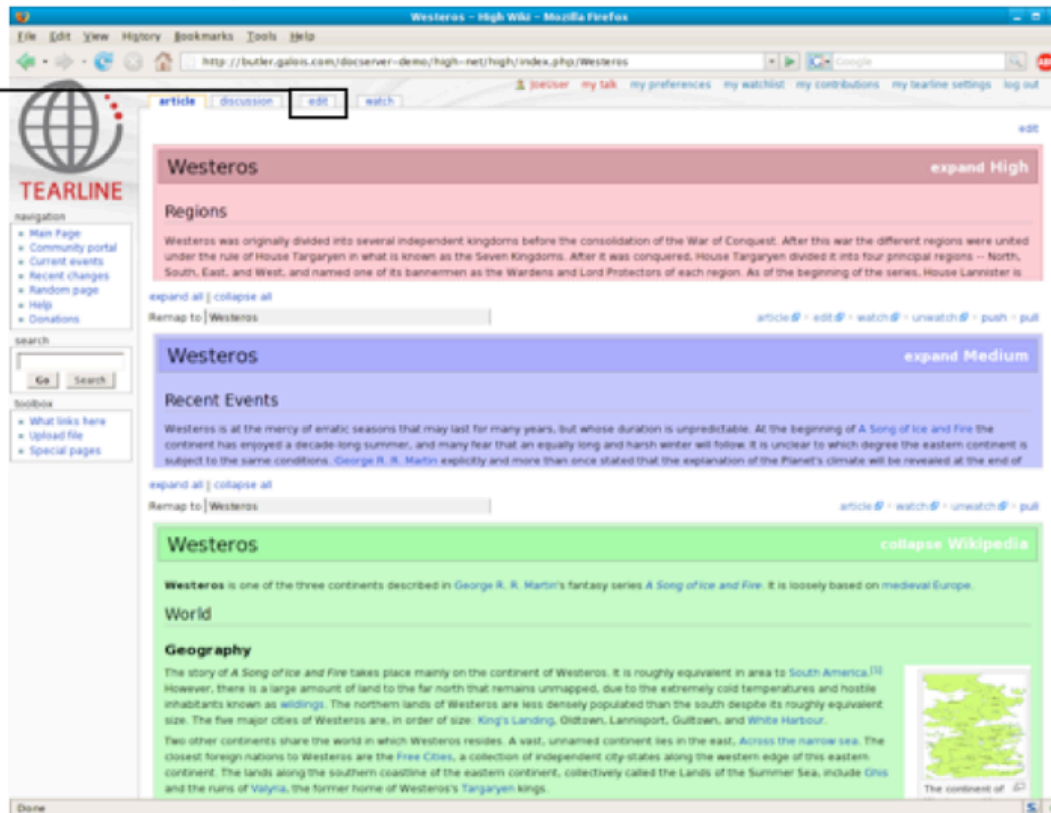 Westeros – High Wiki – Mozilla Firefox
File Edit View History Bookmarks Tools Help
http://butler.galois.com/docserver-demo/high-net/high/index.php/Westeros
Google
joeuser my talk my preferences my watchlist my contributions my tearline settings log out
article discussion edit watch
edit
TEARLINE
navigation
Main Page
Community portal
Current events
Recent changes
Random page
Help
Donations
search
Go Search
toolbox
What links here
Upload file
Special pages
Westeros expand High
Regions
Westeros was originally divided into several independent kingdoms before the consolidation of the War of Conquest. After this war the different regions were united
under the rule of House Targaryen in what is known as the Seven Kingdoms. After it was conquered, House Targaryen divided it into four principal regions -- North,
South, East, and West, and named one of its bannermen as the Wardens and Lord Protectors of each region. As of the beginning of the series, House Lannister is
expand all | collapse all
Remap to Westeros article edit watch unwatch push pull
Westeros expand Medium
Recent Events
Westeros is at the mercy of erratic seasons that may last for many years, but whose duration is unpredictable. At the beginning of A Song of Ice and Fire the
continent has enjoyed a decade-long summer, and many fear that an equally long and harsh winter will follow. It is unclear to which degree the eastern continent is
subject to the same conditions. George R. R. Martin explicitly and more than once stated that the explanation of the Planet's climate will be revealed at the end of
expand all | collapse all
Remap to Westeros article watch unwatch pull
Westeros collapse Wikipedia
Westeros is one of the three continents described in George R. R. Martin's fantasy series A Song of Ice and Fire. It is loosely based on medieval Europe.
World
Geography
The story of A Song of Ice and Fire takes place mainly on the continent of Westeros. It is roughly equivalent in area to South America.
However, there is a large amount of land to the far north that remains unmapped, due to the extremely cold temperatures and hostile
inhabitants known as wildings. The northern lands of Westeros are less densely populated than the south despite its roughly equivalent
size. The five major cities of Westeros are, in order of size: King's Landing, Oldtown, Lannisport, Gulltown, and White Harbour.
Two other continents share the world in which Westeros resides. A vast, unnamed continent lies in the east, Across the narrow sea. The
closest foreign nations to Westeros are the Free Cities, a collection of independent city-states along the western edge of this eastern
continent. The lands along the southern coastline of the eastern continent, collectively called the Lands of the Summer Sea, include Ghis
and the ruins of Valyria, the former home of Westeros's Targaryen kings.
The continent of
Done